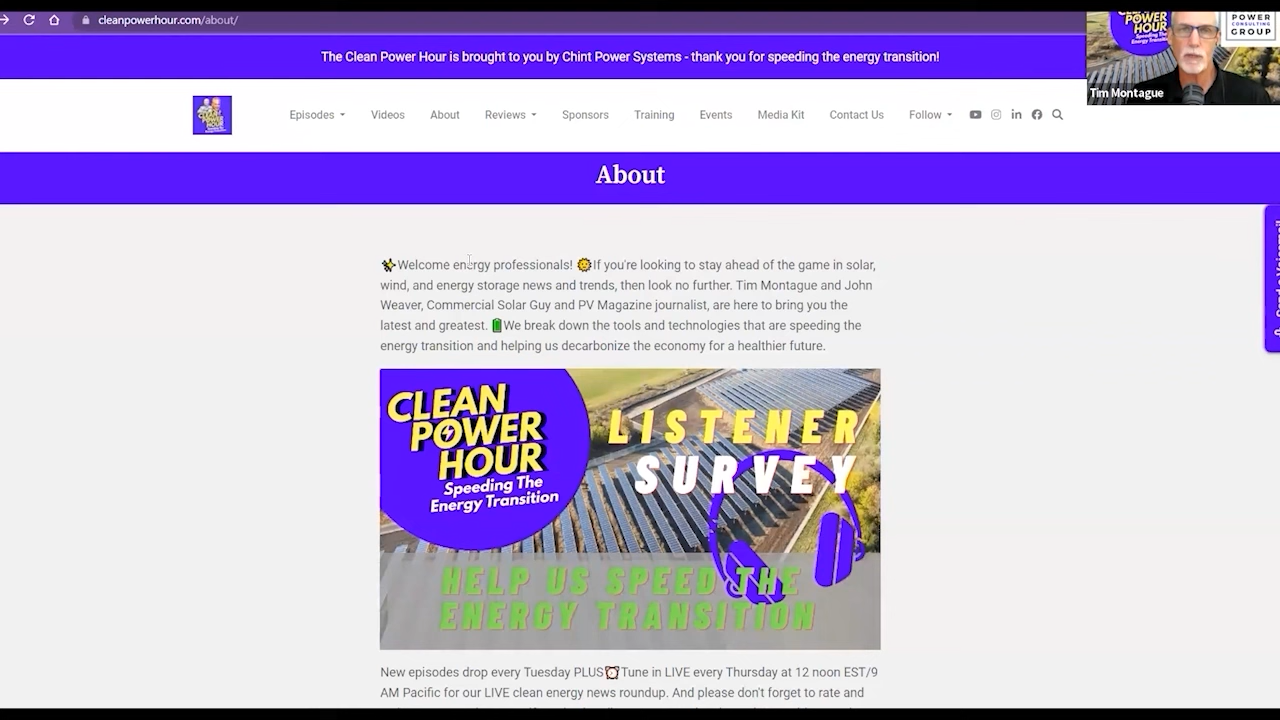 cleanpowerhour.com/about/
POWER
CONSULTING
GROUP
Tim Montague
The Clean Power Hour is brought to you by Chint Power Systems - thank you for speeding the energy transition!
Episodes Videos About Reviews Sponsors Training Events Media Kit Contact Us Follow
About
Welcome energy professionals! If you're looking to stay ahead of the game in solar,
wind, and energy storage news and trends, then look no further. Tim Montague and John
Weaver, Commercial Solar Guy and PV Magazine journalist, are here to bring you the
latest and greatest. We break down the tools and technologies that are speeding the
energy transition and helping us decarbonize the economy for a healthier future.
CLEAN
POWER
HOUR
Speeding The
Energy Transition
LISTENER
SURVEY
HELP US SPEED THE
ENERGY TRANSITION
New episodes drop every Tuesday PLUS Tune in LIVE every Thursday at 12 noon EST/9
AM Pacific for our LIVE clean energy news roundup. And please don't forget to rate and